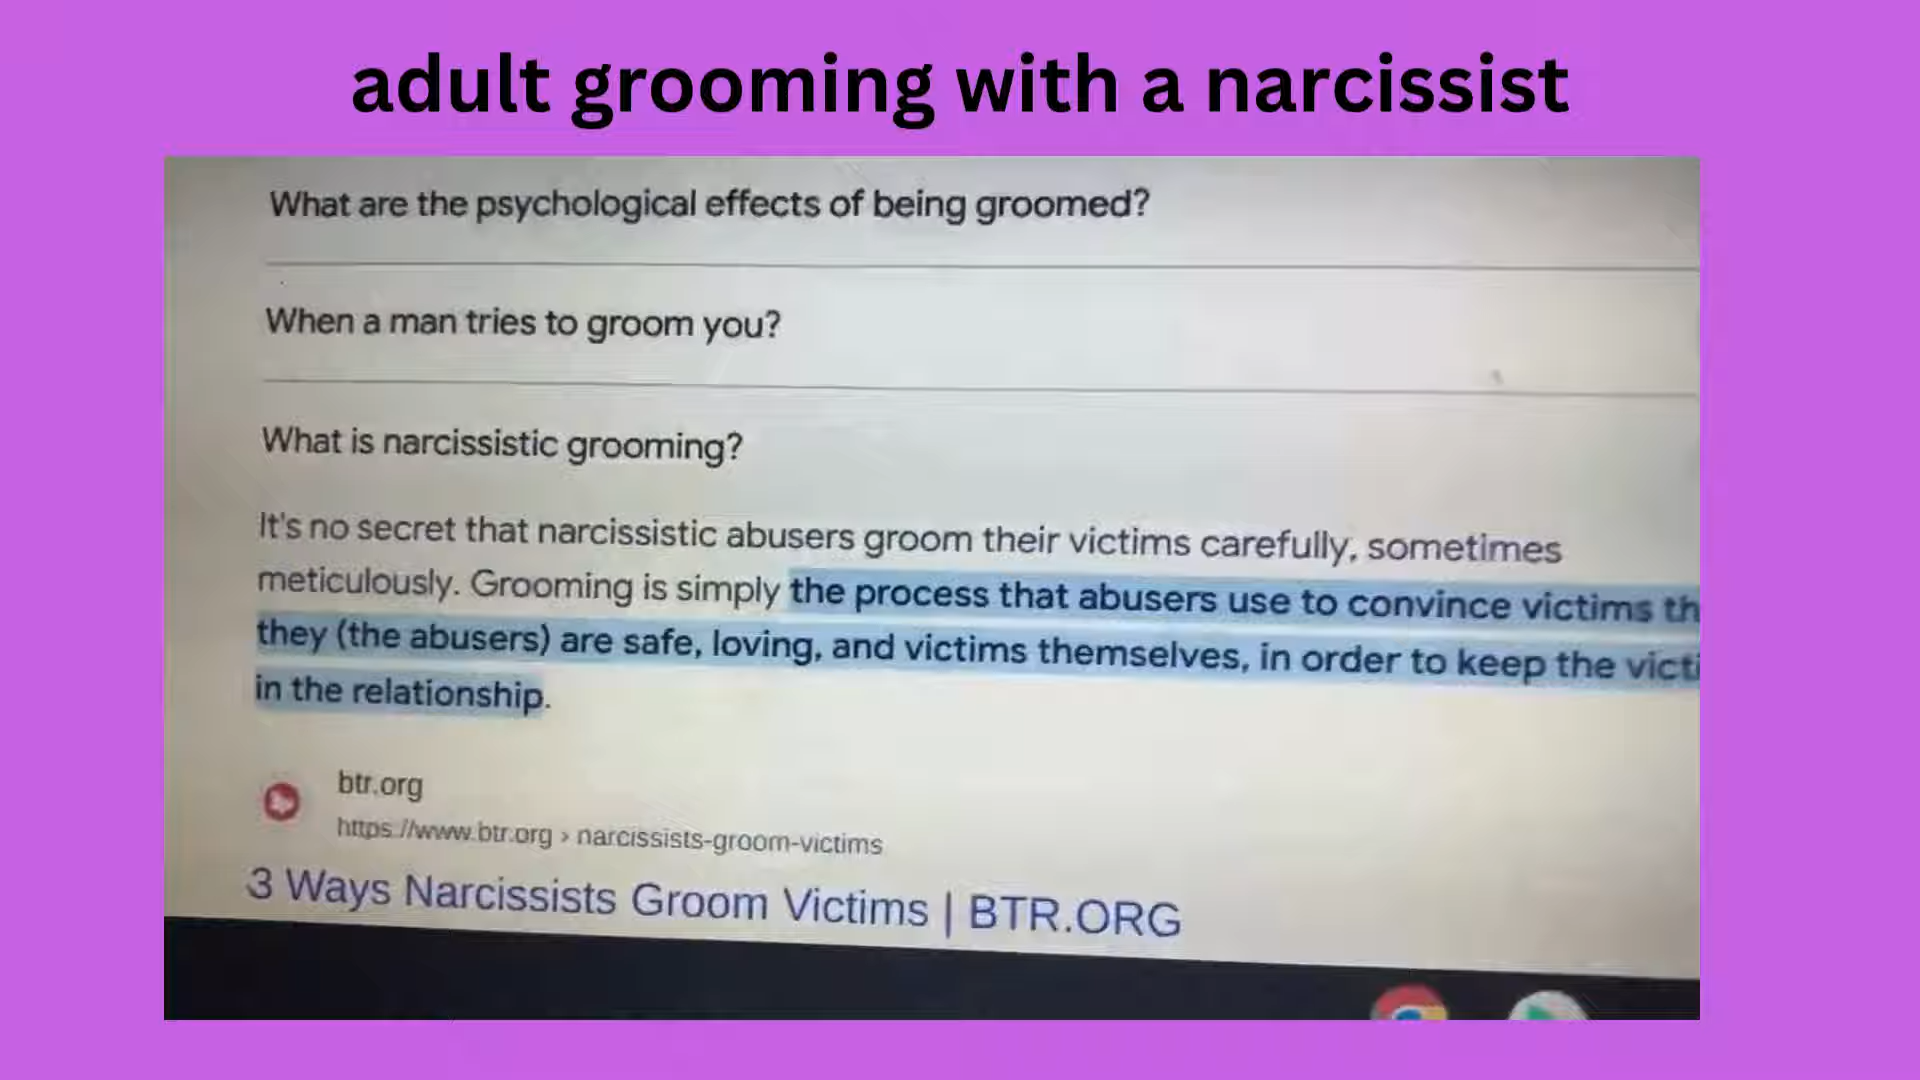 adult grooming with a narcissist
What are the psychological effects of being groomed?
When a man tries to groom you?
What is narcissistic grooming?
It's no secret that narcissistic abusers groom their victims carefully, sometimes
meticulously. Grooming is simply the process that abusers use to convince victims th
they (the abusers) are safe, loving, and victims themselves, in order to keep the victi
in the relationship.
btr.org
https://www.btr.org › narcissists-groom-victims
3 Ways Narcissists Groom Victims | BTR.ORG